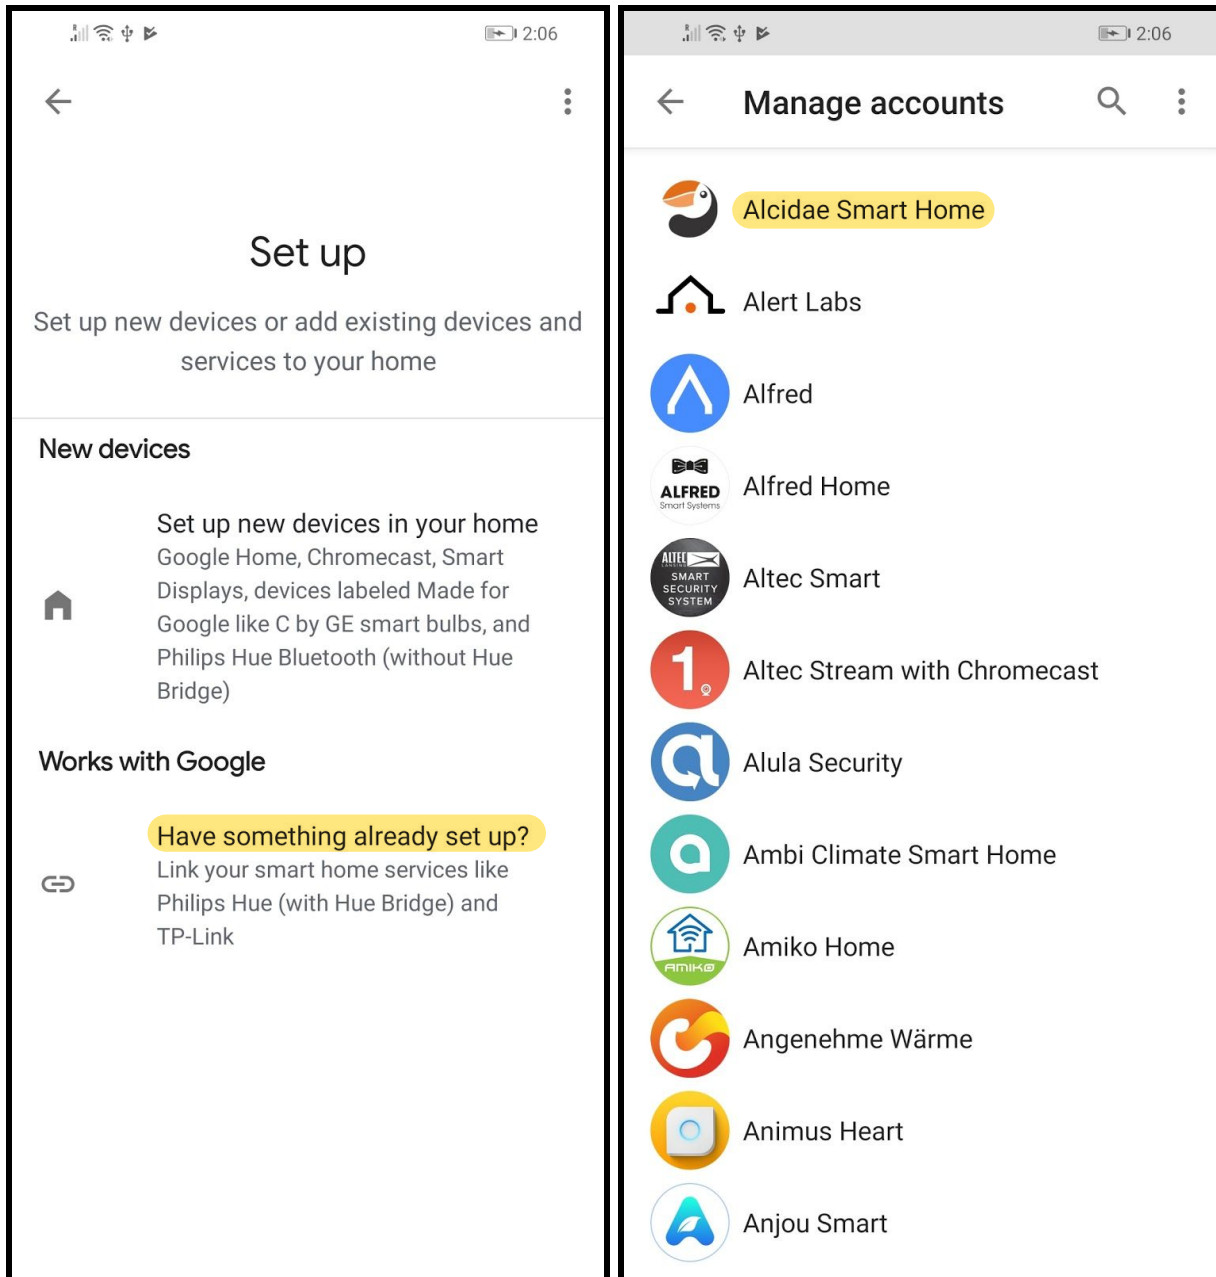 2:06
Set up
Set up new devices or add existing devices and
services to your home
New devices
Set up new devices in your home
Google Home, Chromecast, Smart
Displays, devices labeled Made for
Google like C by GE smart bulbs, and
Philips Hue Bluetooth (without Hue
Bridge)
Works with Google
Have something already set up?
Link your smart home services like
Philips Hue (with Hue Bridge) and
TP-Link
2:06
Manage accounts
Alcidae Smart Home
Alert Labs
Alfred
ALFRED
Smart Systems
Alfred Home
ALTEC
LANSING
SMART
SECURITY
SYSTEM
Altec Smart
1
Altec Stream with Chromecast
Alula Security
Ambi Climate Smart Home
AMIKO
Amiko Home
Angenehme Wärme
Animus Heart
Anjou Smart